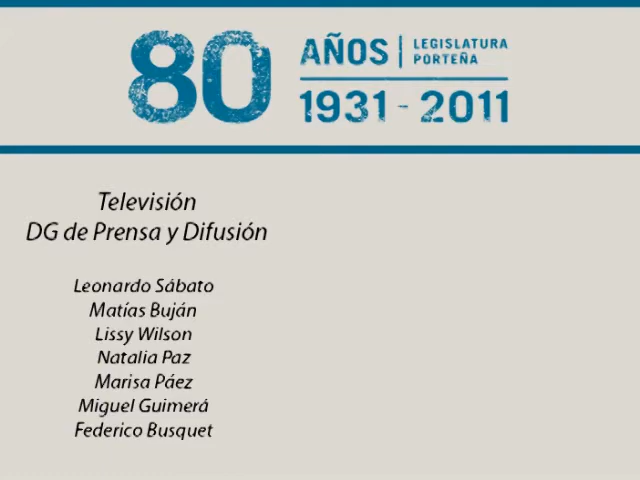 80 AÑOS | LEGISLATURA
PORTEÑA
1931 - 2011
Televisión
DG de Prensa y Difusión
Leonardo Sábato
Matías Buján
Lissy Wilson
Natalia Paz
Marisa Páez
Miguel Guimerá
Federico Busquet